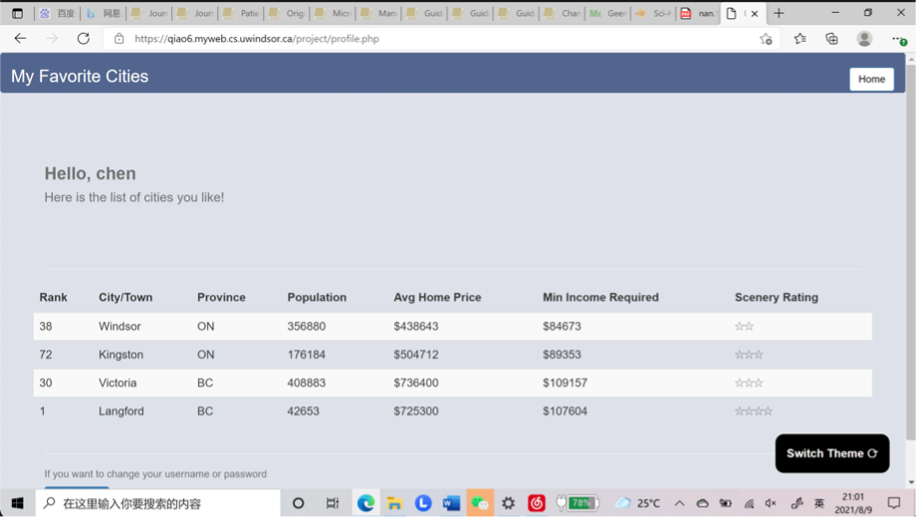 百度
网易
Journ
Journ
Patie
Origi
Micro
Man
Guid
Guid
Guid
Char
Geek
Sci-H
nan.
https://qiao6.myweb.cs.uwindsor.ca/project/profile.php
My Favorite Cities
Home
Hello, chen
Here is the list of cities you like!
Rank City/Town Province Population Avg Home Price Min Income Required Scenery Rating
38 Windsor ON 356880 $438643 $84673 ☆☆
72 Kingston ON 176184 $504712 $89353 ☆☆☆
30 Victoria BC 408883 $736400 $109157 ☆☆☆
1 Langford BC 42653 $725300 $107604 ☆☆☆☆
Switch Theme
If you want to change your username or password
在这里输入你要搜索的内容
78%
25°C
英
21:01
2021/8/9